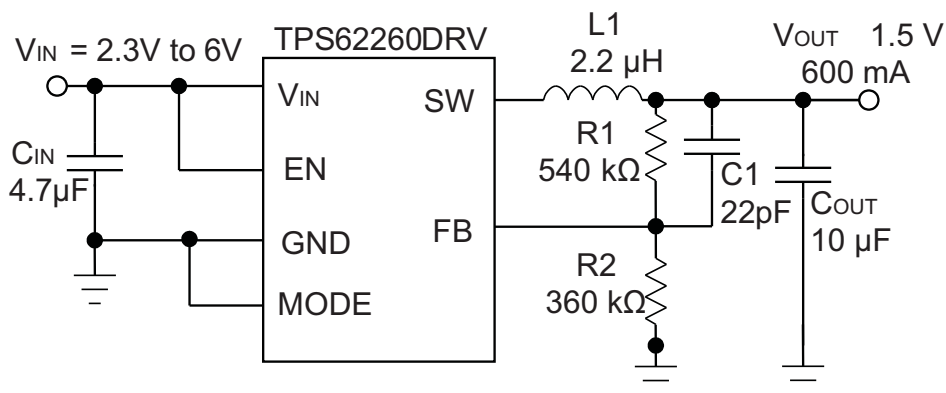 TPS62260DRV
VIN = 2.3V to 6V
VIN
EN
GND
MODE
SW
FB
CIN
4.7µF
L1
2.2 µH
R1
540 kΩ
R2
360 kΩ
C1
22pF
VOUT 1.5 V
600 mA
COUT
10 µF